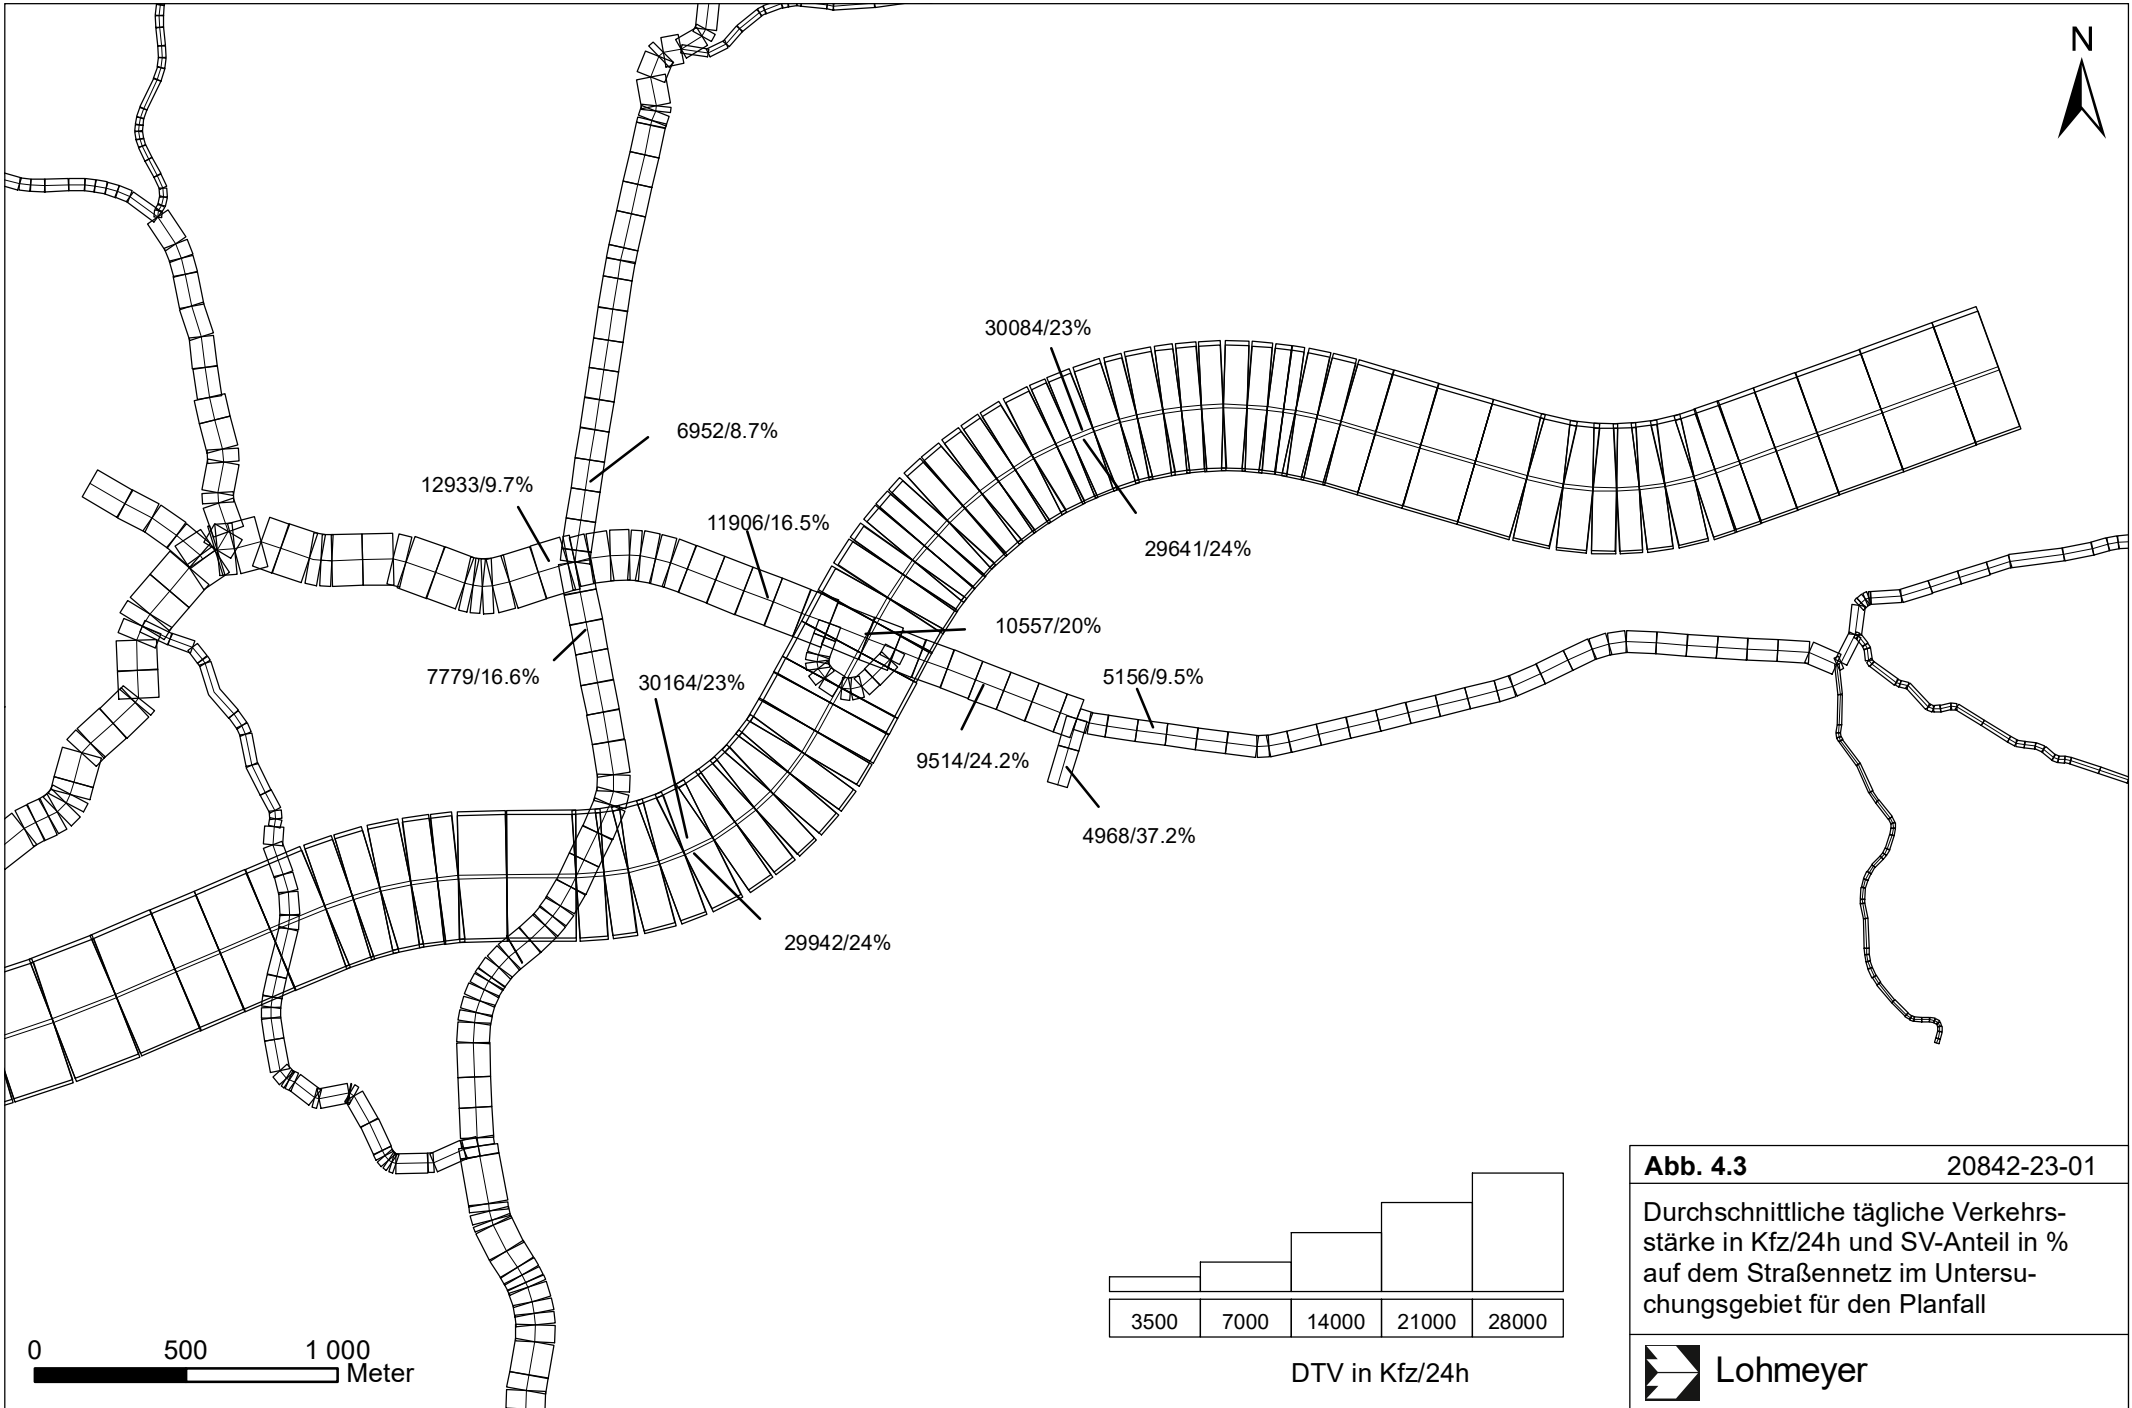 N
30084/23%
6952/8.7%
12933/9.7%
11906/16.5%
29641/24%
10557/20%
7779/16.6%
30164/23%
5156/9.5%
9514/24.2%
4968/37.2%
29942/24%
0 500 1 000
Meter
3500 7000 14000 21000 28000
DTV in Kfz/24h
Abb. 4.3 20842-23-01
Durchschnittliche tägliche Verkehrs-
stärke in Kfz/24h und SV-Anteil in %
auf dem Straßennetz im Untersu-
chungsgebiet für den Planfall
Lohmeyer